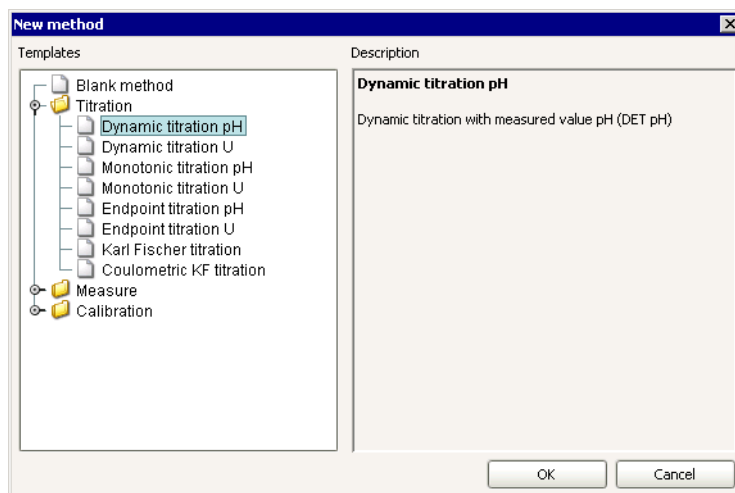 New method
Templates
Description
Blank method
Titration
Dynamic titration pH
Dynamic titration U
Monotonic titration pH
Monotonic titration U
Endpoint titration pH
Endpoint titration U
Karl Fischer titration
Coulometric KF titration
Measure
Calibration
Dynamic titration pH
Dynamic titration with measured value pH (DET pH)
OK
Cancel